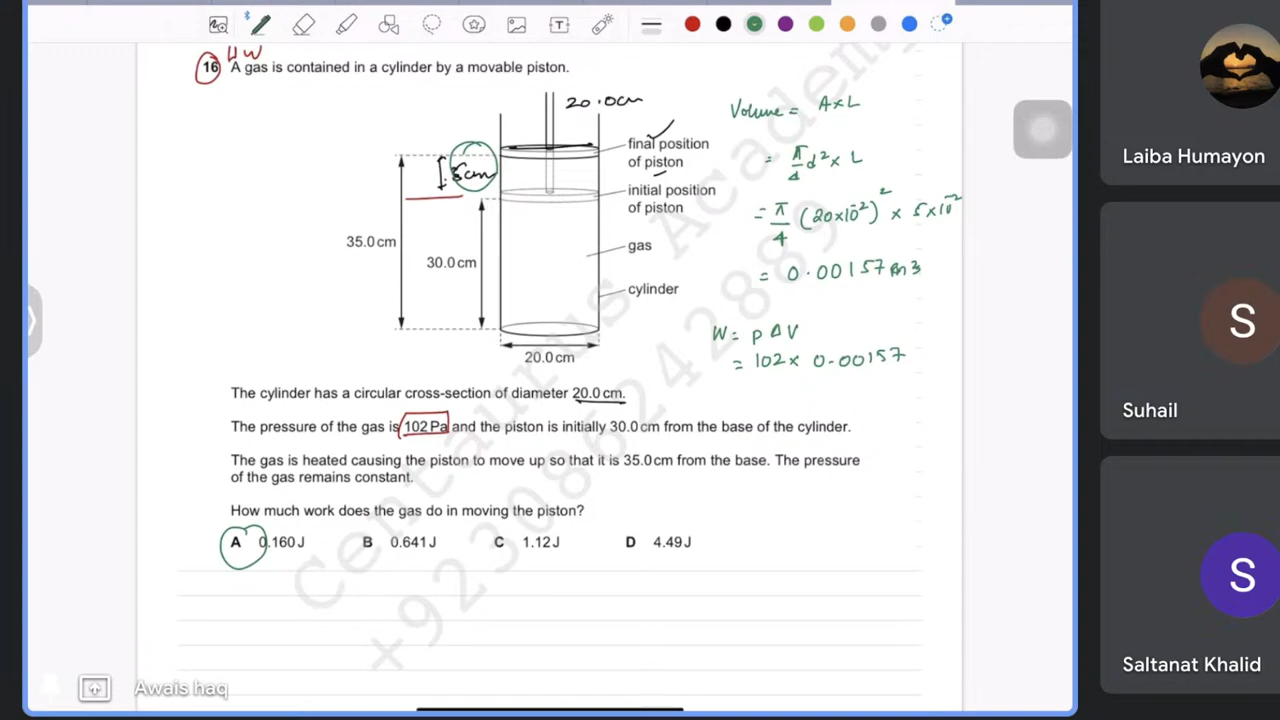 HW
16 A gas is contained in a cylinder by a movable piston.
20.0cm
final position
of piston
5cm
initial position
of piston
35.0 cm
gas
30.0 cm
cylinder
20.0 cm
Volume = A×L
= π/4 d² × L
= π/4 (20×10⁻²)² × 5×10⁻²
= 0.00157 m3
W = p ΔV
= 102 × 0.00157
The cylinder has a circular cross-section of diameter 20.0 cm.
The pressure of the gas is 102 Pa and the piston is initially 30.0 cm from the base of the cylinder.
The gas is heated causing the piston to move up so that it is 35.0 cm from the base. The pressure
of the gas remains constant.
How much work does the gas do in moving the piston?
A 0.160 J B 0.641 J C 1.12 J D 4.49 J
Centaurus Academy
+923086242889
Awais haq
Laiba Humayon
S
Suhail
S
Saltanat Khalid